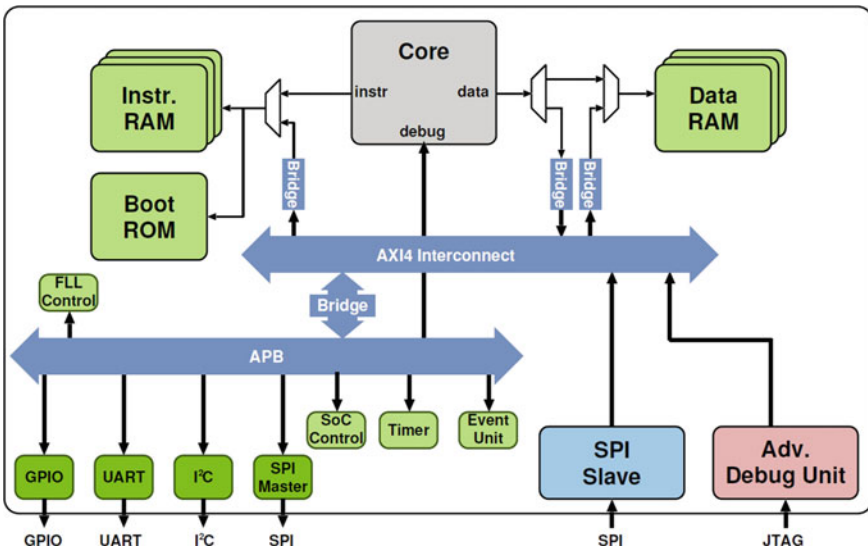 Core
instr
data
debug
Instr.
RAM
Data
RAM
Boot
ROM
Bridge
Bridge
Bridge
AXI4 Interconnect
FLL
Control
Bridge
APB
SoC
Control
Timer
Event
Unit
GPIO
UART
I²C
SPI
Master
SPI
Slave
Adv.
Debug Unit
GPIO
UART
I²C
SPI
SPI
JTAG